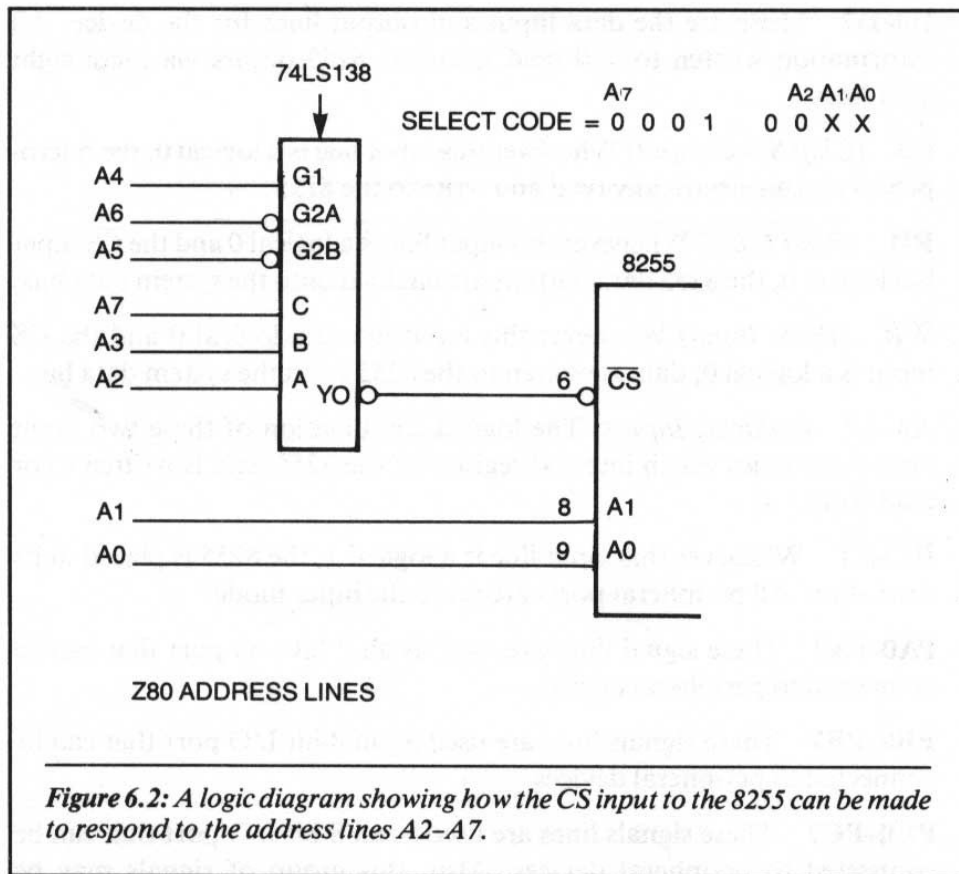 74LS138
A7 A2 A1 A0
SELECT CODE = 0 0 0 1 0 0 X X
A4 G1
A6 G2A
A5 G2B
8255
A7 C
A3 B
A2 A
YO 6 CS
A1 8 A1
A0 9 A0
Z80 ADDRESS LINES
Figure 6.2: A logic diagram showing how the CS input to the 8255 can be made
to respond to the address lines A2–A7.